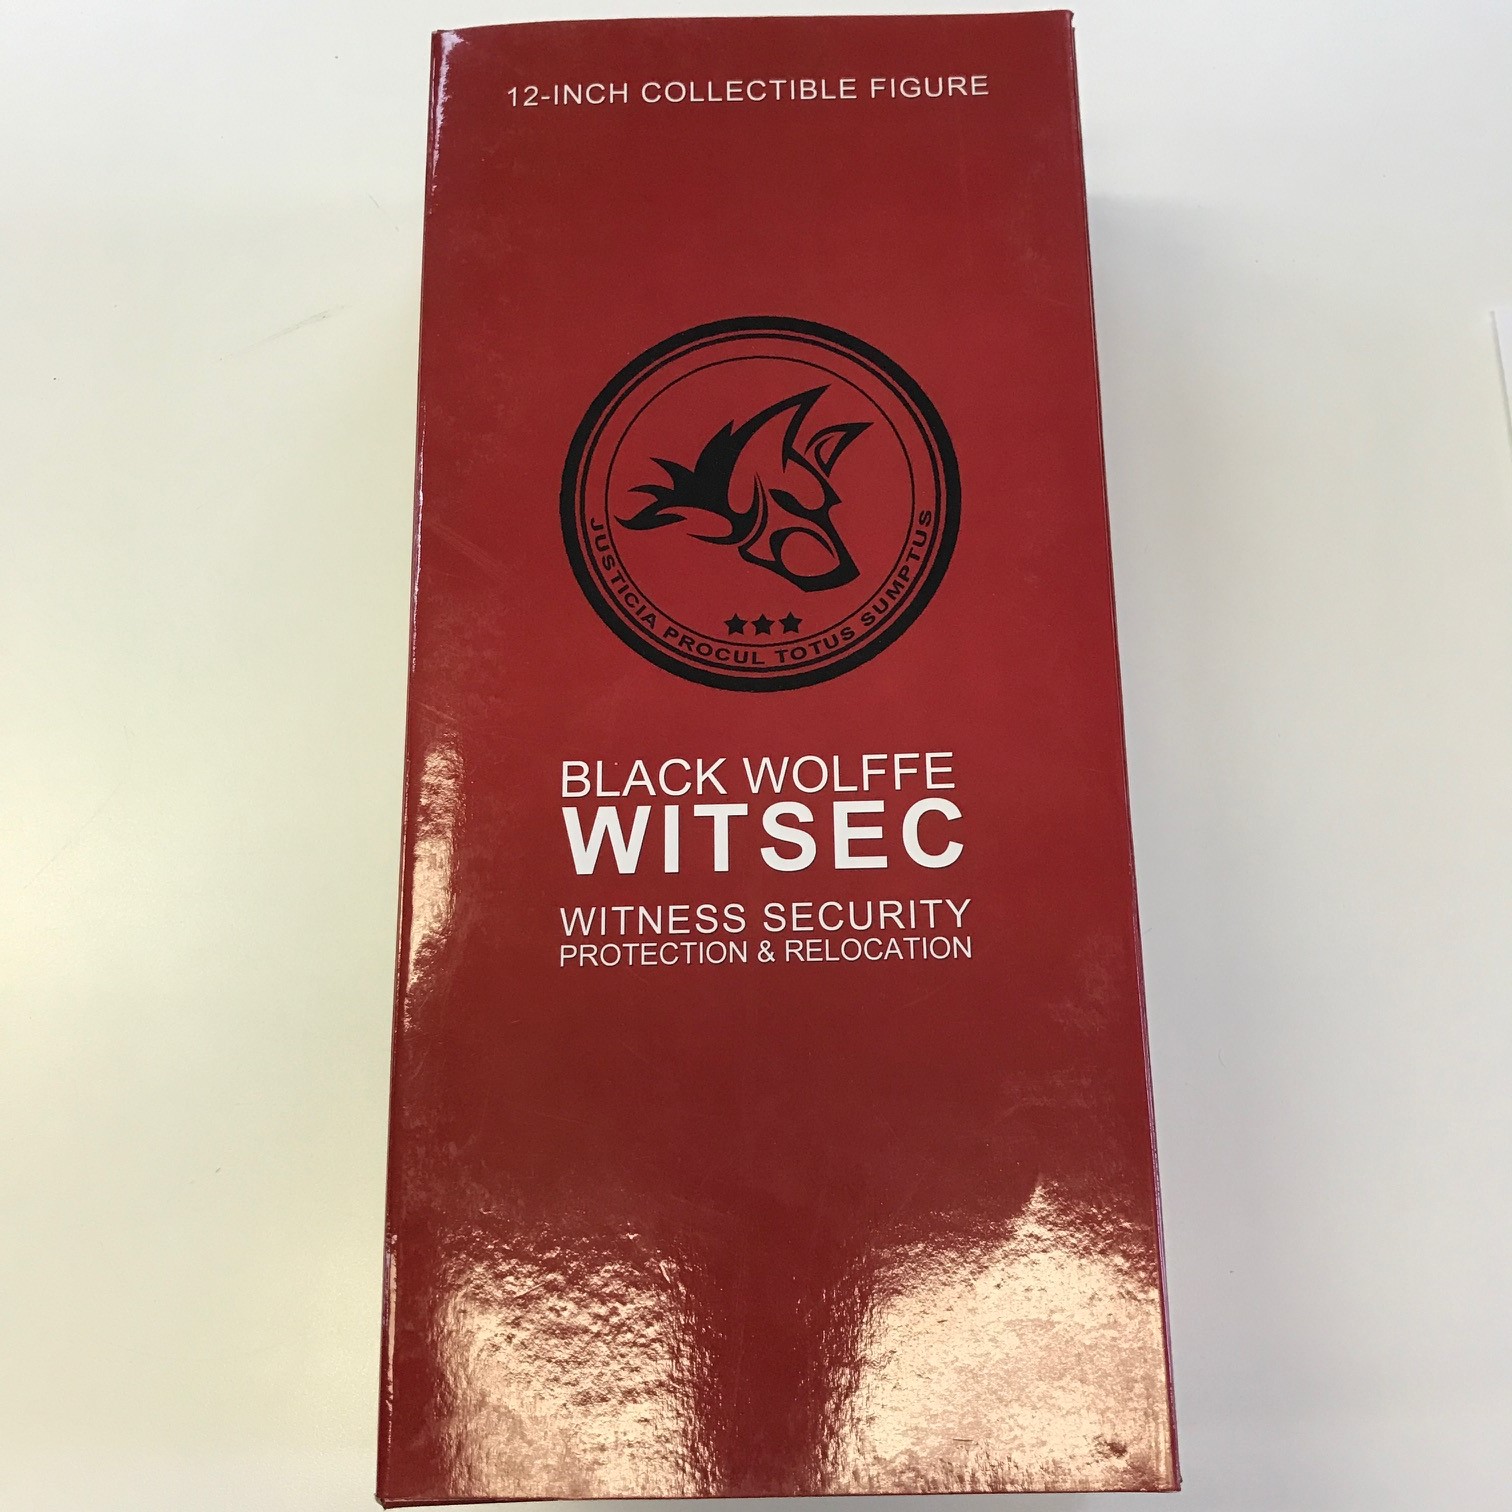 12-INCH COLLECTIBLE FIGURE
JUSTICIA PROCUL TOTUS SUMPTUS
BLACK WOLFFE
WITSEC
WITNESS SECURITY
PROTECTION & RELOCATION